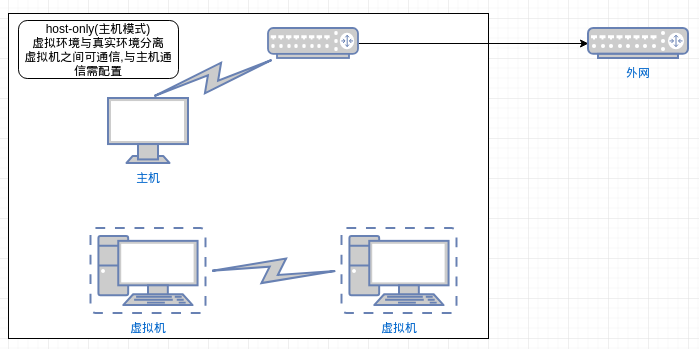 host-only(主机模式)
虚拟环境与真实环境分离
虚拟机之间可通信,与主机通
信需配置
外网
主机
虚拟机
虚拟机